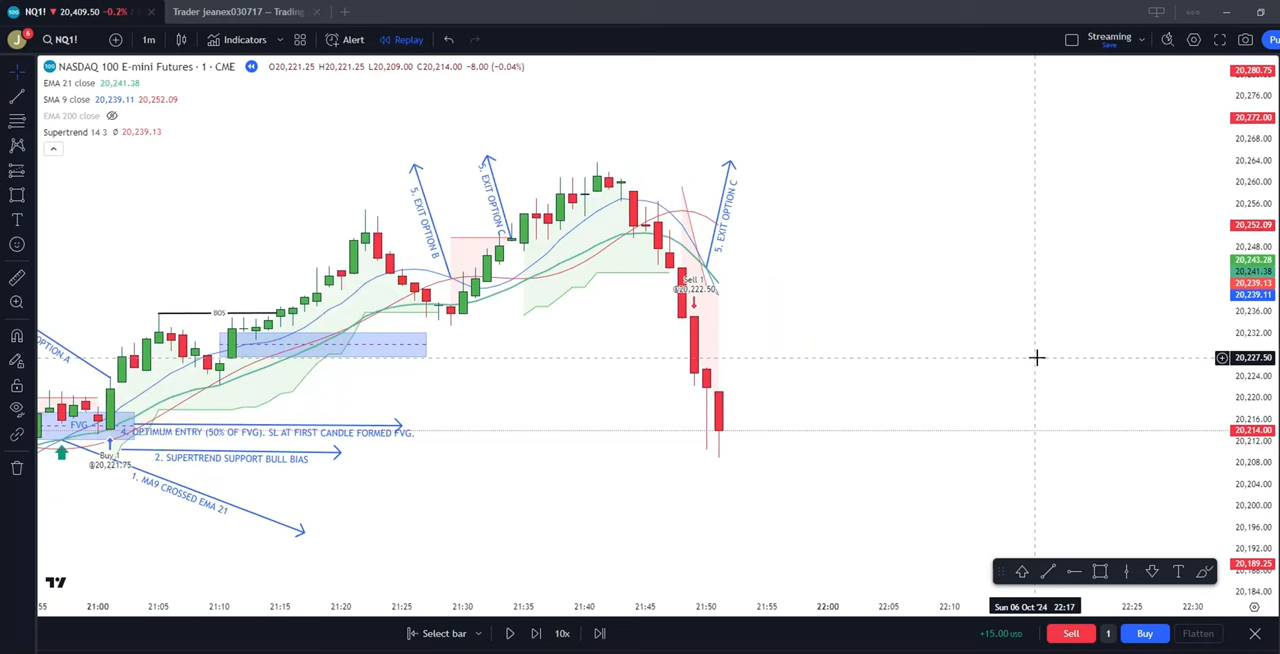 NQ1! ▼ 20,409.50 −0.2% /
Trader jeanex030717 — Trading
J
6
NQ1!
1m
Indicators
Alert
Replay
Streaming
Save
Pu
NASDAQ 100 E-mini Futures · 1 · CME
O20,221.25 H20,221.25 L20,209.00 C20,214.00 −8.00 (−0.04%)
EMA 21 close 20,241.38
SMA 9 close 20,239.11 20,252.09
EMA 200 close
Supertrend 14 3 Ø 20,239.13
5. EXIT OPTION B
5. EXIT OPTION C
5. EXIT OPTION C
Sell 1
@20,222.50
BOS
OPTION A
FVG
4. OPTIMUM ENTRY (50% OF FVG). SL AT FIRST CANDLE FORMED FVG.
2. SUPERTREND SUPPORT BULL BIAS
Buy 1
@20,221.75
1. MA9 CROSSED EMA 21
20,280.75
20,276.00
20,272.00
20,268.00
20,264.00
20,260.00
20,256.00
20,252.09
20,248.00
20,243.28
20,241.38
20,239.13
20,239.11
20,236.00
20,232.00
20,227.50
20,224.00
20,220.00
20,216.00
20,214.00
20,212.00
20,208.00
20,204.00
20,200.00
20,196.00
20,192.00
20,189.25
20,184.00
55 21:00 21:05 21:10 21:15 21:20 21:25 21:30 21:35 21:40 21:45 21:50 21:55 22:00 22:05 22:10 Sun 06 Oct '24 22:17 22:25 22:30
Select bar
10x
+15.00 USD
Sell
1
Buy
Flatten